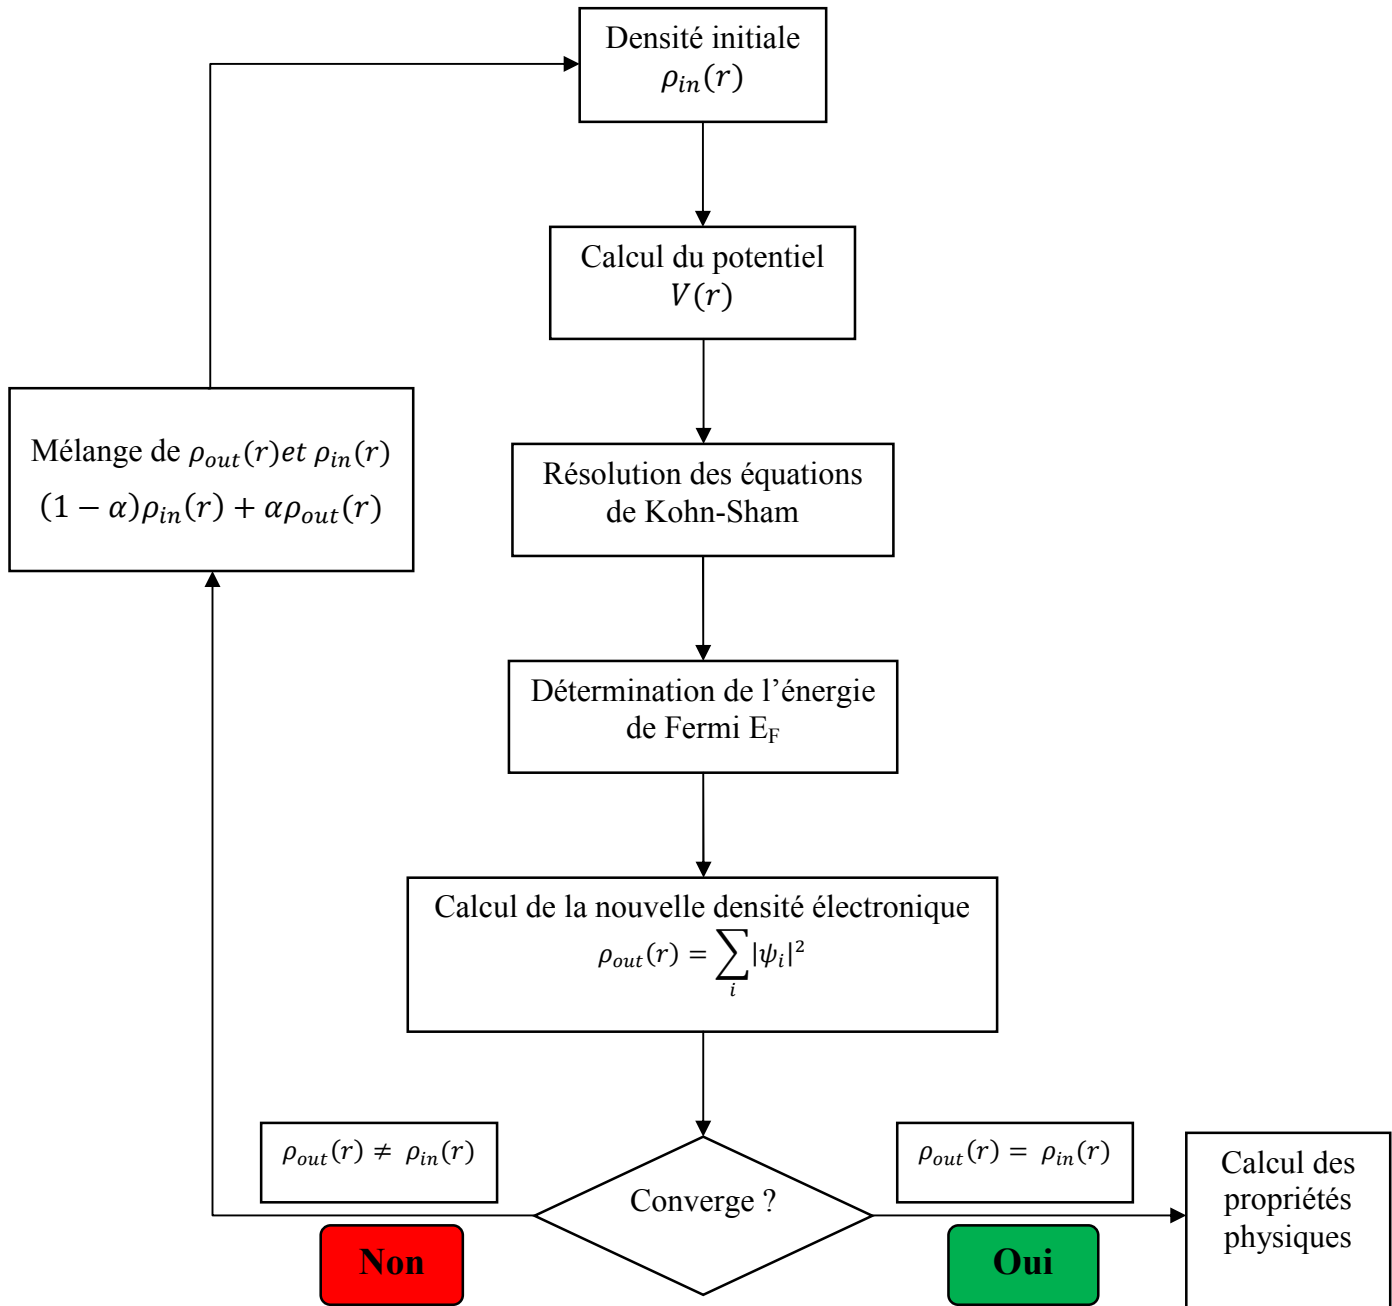 Densité initiale
ρ_in(r)
Calcul du potentiel
V(r)
Mélange de ρ_out(r)et ρ_in(r)
(1 − α)ρ_in(r) + αρ_out(r)
Résolution des équations
de Kohn-Sham
Détermination de l’énergie
de Fermi E_F
Calcul de la nouvelle densité électronique
ρ_out(r) = ∑_i |ψ_i|²
ρ_out(r) ≠ ρ_in(r)
Converge ?
ρ_out(r) = ρ_in(r)
Non
Oui
Calcul des
propriétés
physiques